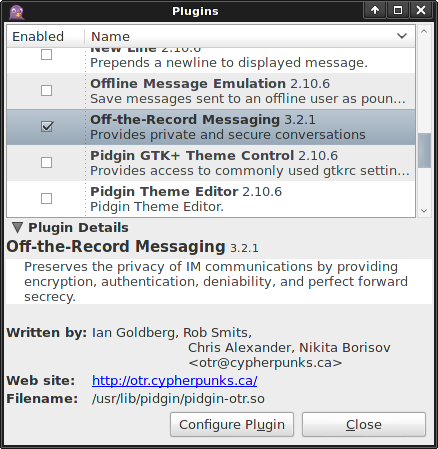 Plugins
Enabled Name
New Line 2.10.6
Prepends a newline to displayed message.
Offline Message Emulation 2.10.6
Save messages sent to an offline user as poun...
Off-the-Record Messaging 3.2.1
Provides private and secure conversations
Pidgin GTK+ Theme Control 2.10.6
Provides access to commonly used gtkrc settin...
Pidgin Theme Editor 2.10.6
Pidgin Theme Editor.
Plugin Details
Off-the-Record Messaging 3.2.1
Preserves the privacy of IM communications by providing
encryption, authentication, deniability, and perfect forward
secrecy.
Written by: Ian Goldberg, Rob Smits,
Chris Alexander, Nikita Borisov
<otr@cypherpunks.ca>
Web site: http://otr.cypherpunks.ca/
Filename: /usr/lib/pidgin/pidgin-otr.so
Configure Plugin Close